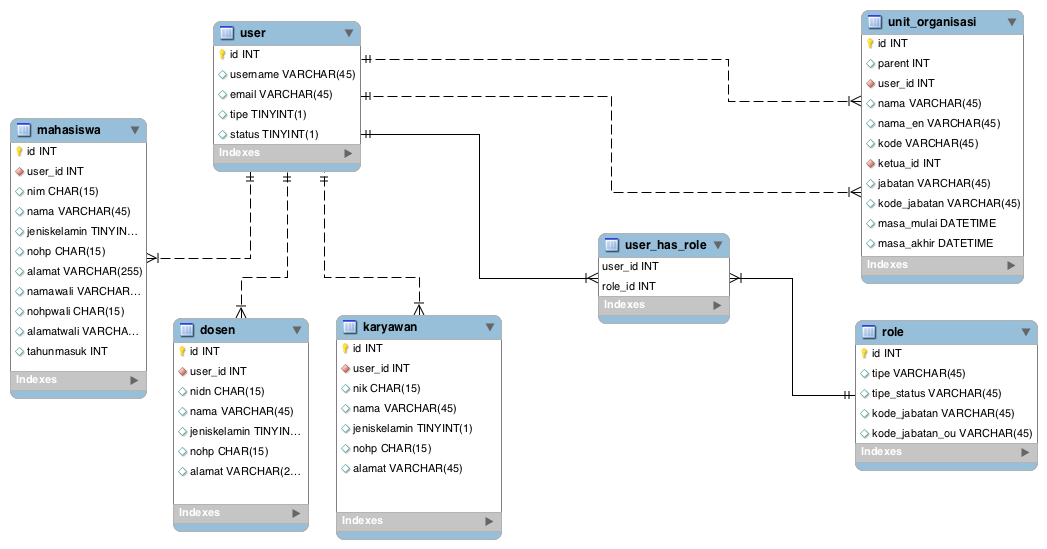 user
id INT
username VARCHAR(45)
email VARCHAR(45)
tipe TINYINT(1)
status TINYINT(1)
Indexes
unit_organisasi
id INT
parent INT
user_id INT
nama VARCHAR(45)
nama_en VARCHAR(45)
kode VARCHAR(45)
ketua_id INT
jabatan VARCHAR(45)
kode_jabatan VARCHAR(45)
masa_mulai DATETIME
masa_akhir DATETIME
Indexes
mahasiswa
id INT
user_id INT
nim CHAR(15)
nama VARCHAR(45)
jeniskelamin TINYIN...
nohp CHAR(15)
alamat VARCHAR(255)
namawali VARCHAR...
nohpwali CHAR(15)
alamatwali VARCHA...
tahunmasuk INT
Indexes
user_has_role
user_id INT
role_id INT
Indexes
dosen
id INT
user_id INT
nidn CHAR(15)
nama VARCHAR(45)
jeniskelamin TINYIN...
nohp CHAR(15)
alamat VARCHAR(2...
Indexes
karyawan
id INT
user_id INT
nik CHAR(15)
nama VARCHAR(45)
jeniskelamin TINYINT(1)
nohp CHAR(15)
alamat VARCHAR(45)
Indexes
role
id INT
tipe VARCHAR(45)
tipe_status VARCHAR(45)
kode_jabatan VARCHAR(45)
kode_jabatan_ou VARCHAR(45)
Indexes